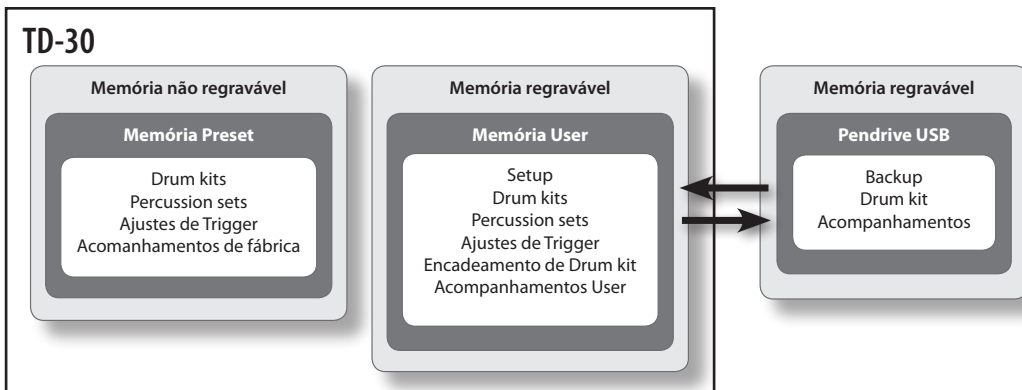 TD-30
Memória não regravável
Memória Preset
Drum kits
Percussion sets
Ajustes de Trigger
Acomanhamentos de fábrica
Memória regravável
Memória User
Setup
Drum kits
Percussion sets
Ajustes de Trigger
Encadeamento de Drum kit
Acompanhamentos User
Memória regravável
Pendrive USB
Backup
Drum kit
Acompanhamentos